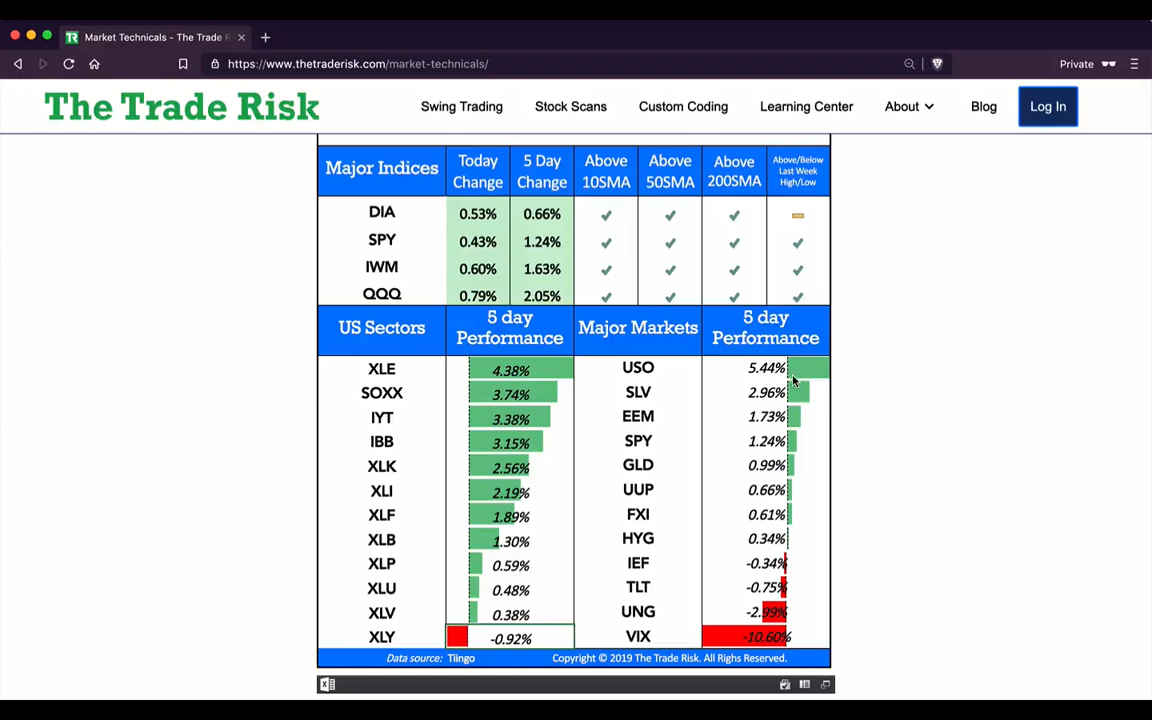 Market Technicals - The Trade R
https://www.thetraderisk.com/market-technicals/
Private
The Trade Risk
Swing Trading
Stock Scans
Custom Coding
Learning Center
About
Blog
Log In
Major Indices
Today Change
5 Day Change
Above 10SMA
Above 50SMA
Above 200SMA
Above/Below Last Week High/Low
DIA 0.53% 0.66%
SPY 0.43% 1.24%
IWM 0.60% 1.63%
QQQ 0.79% 2.05%
US Sectors
5 day Performance
Major Markets
5 day Performance
XLE 4.38% USO 5.44%
SOXX 3.74% SLV 2.96%
IYT 3.38% EEM 1.73%
IBB 3.15% SPY 1.24%
XLK 2.56% GLD 0.99%
XLI 2.19% UUP 0.66%
XLF 1.89% FXI 0.61%
XLB 1.30% HYG 0.34%
XLP 0.59% IEF -0.34%
XLU 0.48% TLT -0.75%
XLV 0.38% UNG -2.99%
XLY -0.92% VIX -10.60%
Data source: Tiingo
Copyright © 2019 The Trade Risk. All Righs Reserved.